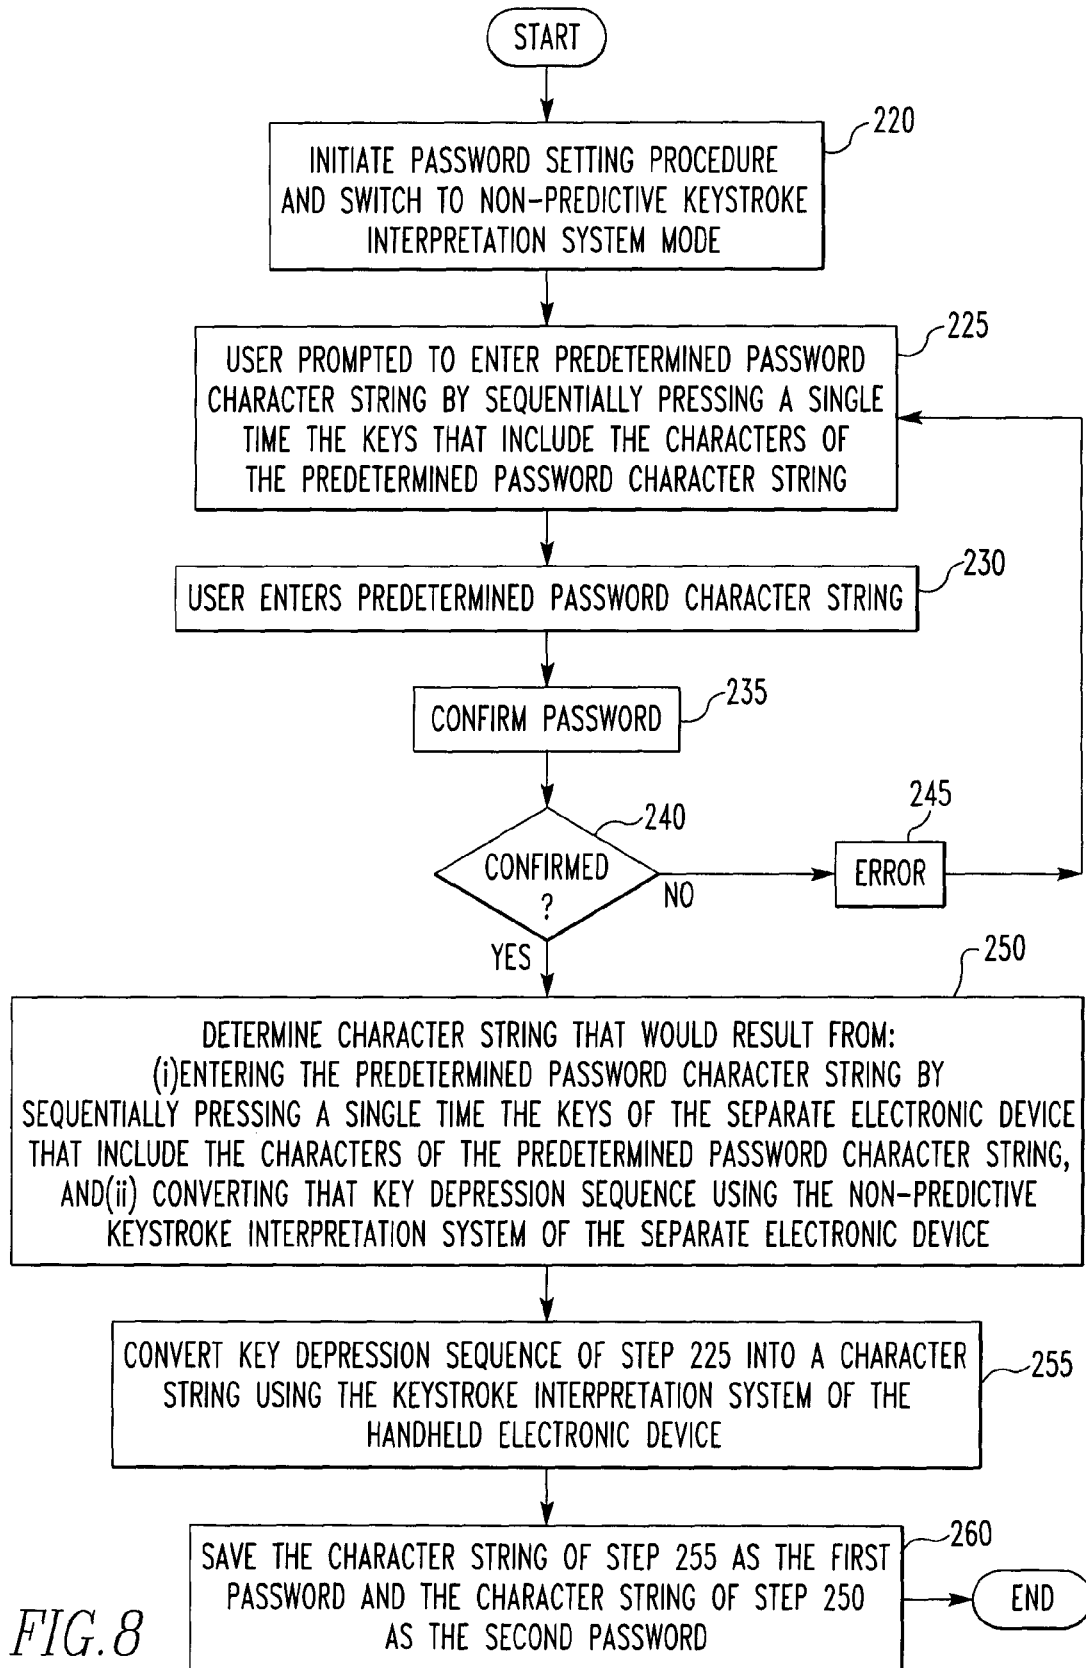 START
220
INITIATE PASSWORD SETTING PROCEDURE
AND SWITCH TO NON-PREDICTIVE KEYSTROKE
INTERPRETATION SYSTEM MODE
225
USER PROMPTED TO ENTER PREDETERMINED PASSWORD
CHARACTER STRING BY SEQUENTIALLY PRESSING A SINGLE
TIME THE KEYS THAT INCLUDE THE CHARACTERS OF
THE PREDETERMINED PASSWORD CHARACTER STRING
230
USER ENTERS PREDETERMINED PASSWORD CHARACTER STRING
235
CONFIRM PASSWORD
240
CONFIRMED
?
NO
245
ERROR
YES
250
DETERMINE CHARACTER STRING THAT WOULD RESULT FROM:
(i)ENTERING THE PREDETERMINED PASSWORD CHARACTER STRING BY
SEQUENTIALLY PRESSING A SINGLE TIME THE KEYS OF THE SEPARATE ELECTRONIC DEVICE
THAT INCLUDE THE CHARACTERS OF THE PREDETERMINED PASSWORD CHARACTER STRING,
AND(ii) CONVERTING THAT KEY DEPRESSION SEQUENCE USING THE NON-PREDICTIVE
KEYSTROKE INTERPRETATION SYSTEM OF THE SEPARATE ELECTRONIC DEVICE
CONVERT KEY DEPRESSION SEQUENCE OF STEP 225 INTO A CHARACTER
STRING USING THE KEYSTROKE INTERPRETATION SYSTEM OF THE
HANDHELD ELECTRONIC DEVICE
255
260
SAVE THE CHARACTER STRING OF STEP 255 AS THE FIRST
PASSWORD AND THE CHARACTER STRING OF STEP 250
AS THE SECOND PASSWORD
END
FIG.8